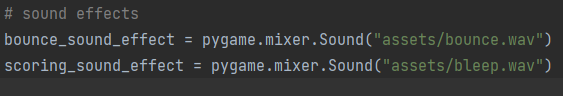 # sound effects
bounce_sound_effect = pygame.mixer.Sound("assets/bounce.wav")
scoring_sound_effect = pygame.mixer.Sound("assets/bleep.wav")